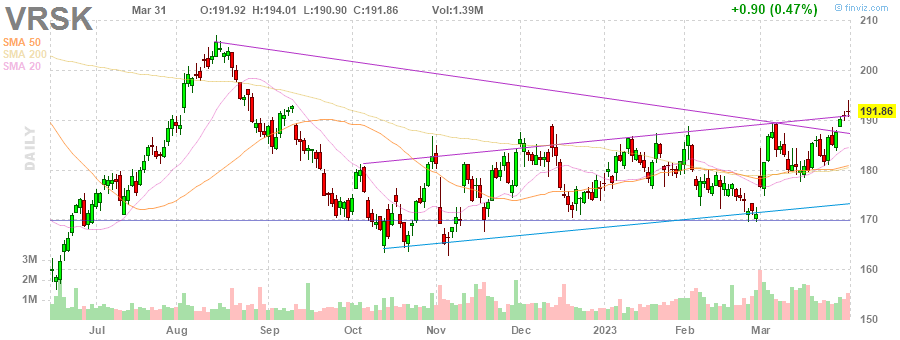 © finviz.com
VRSK Mar 31 O:191.92 H:194.01 L:190.90 C:191.86 Vol:1.39M +0.90 (0.47%)
SMA 50
SMA 200
SMA 20
DAILY
210
200
191.86
190
180
170
160
150
3M
2M
1M
Jul Aug Sep Oct Nov Dec 2023 Feb Mar